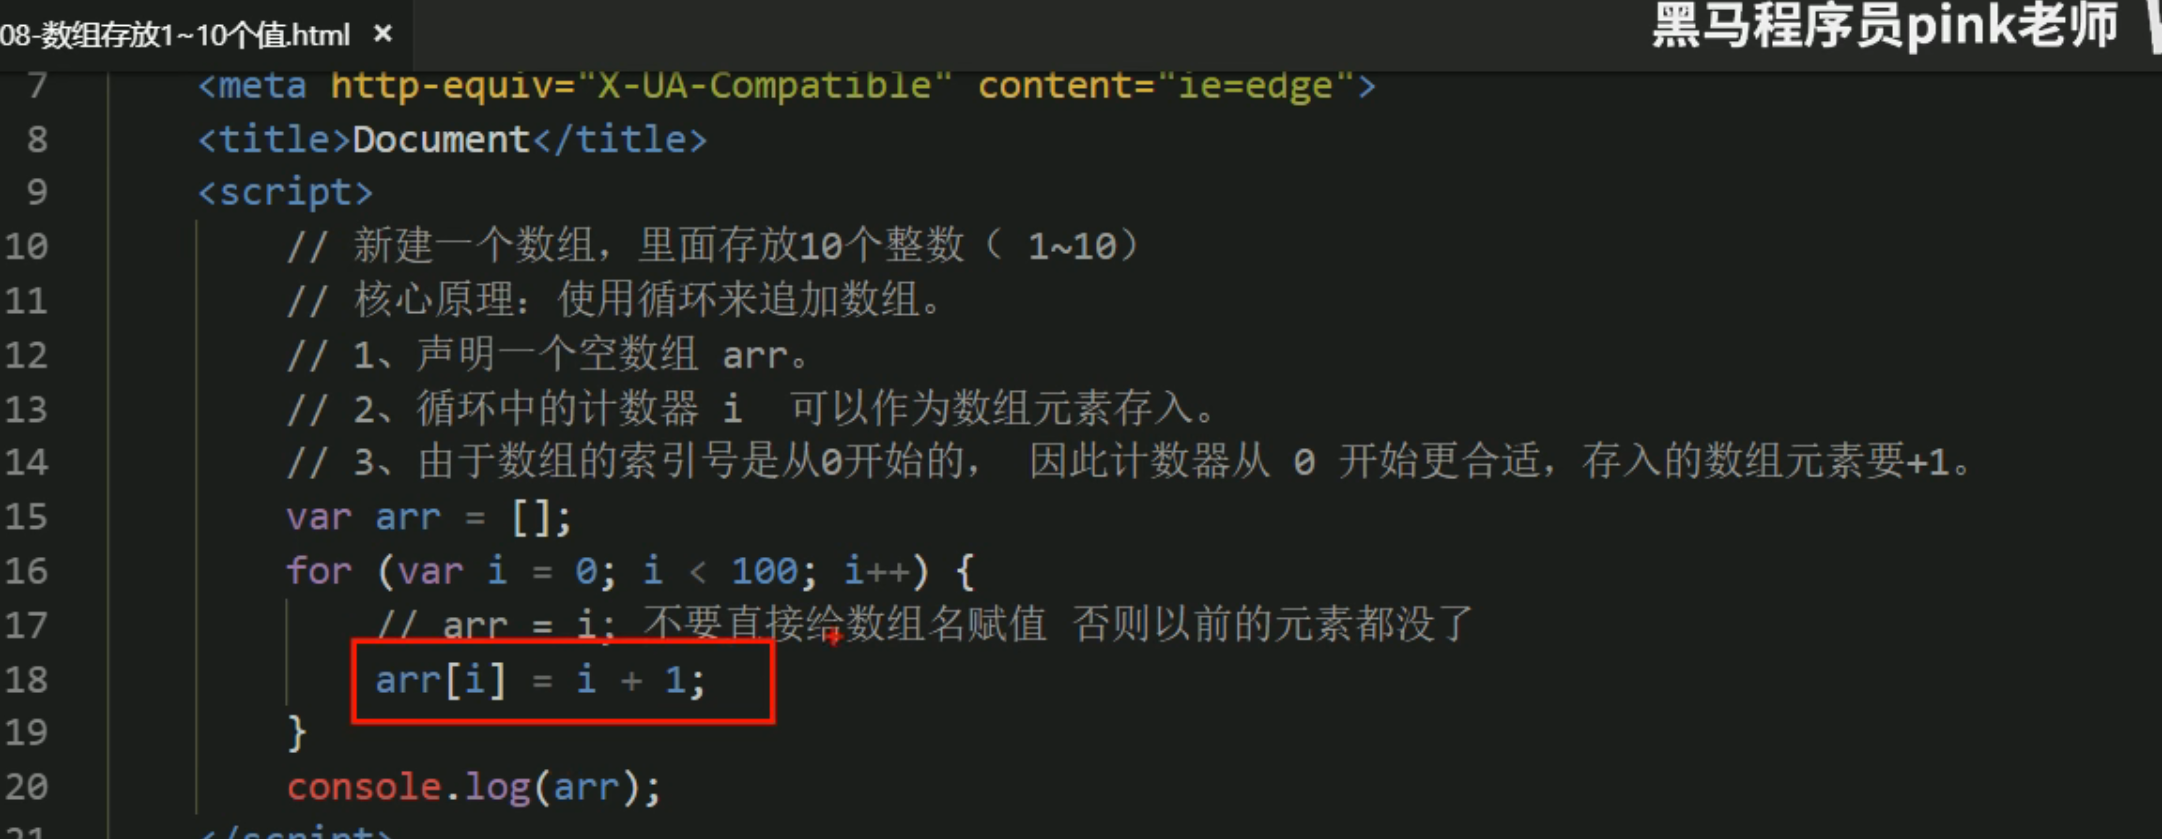 08-数组存放1~10个值.html ×
黑马程序员pink老师
7 <meta http-equiv="X-UA-Compatible" content="ie=edge">
8 <title>Document</title>
9 <script>
10 // 新建一个数组，里面存放10个整数（ 1~10）
11 // 核心原理：使用循环来追加数组。
12 // 1、声明一个空数组 arr。
13 // 2、循环中的计数器 i  可以作为数组元素存入。
14 // 3、由于数组的索引号是从0开始的， 因此计数器从 0 开始更合适，存入的数组元素要+1。
15 var arr = [];
16 for (var i = 0; i < 100; i++) {
17 // arr = i; 不要直接给数组名赋值 否则以前的元素都没了
18 arr[i] = i + 1;
19 }
20 console.log(arr);
21 </script>